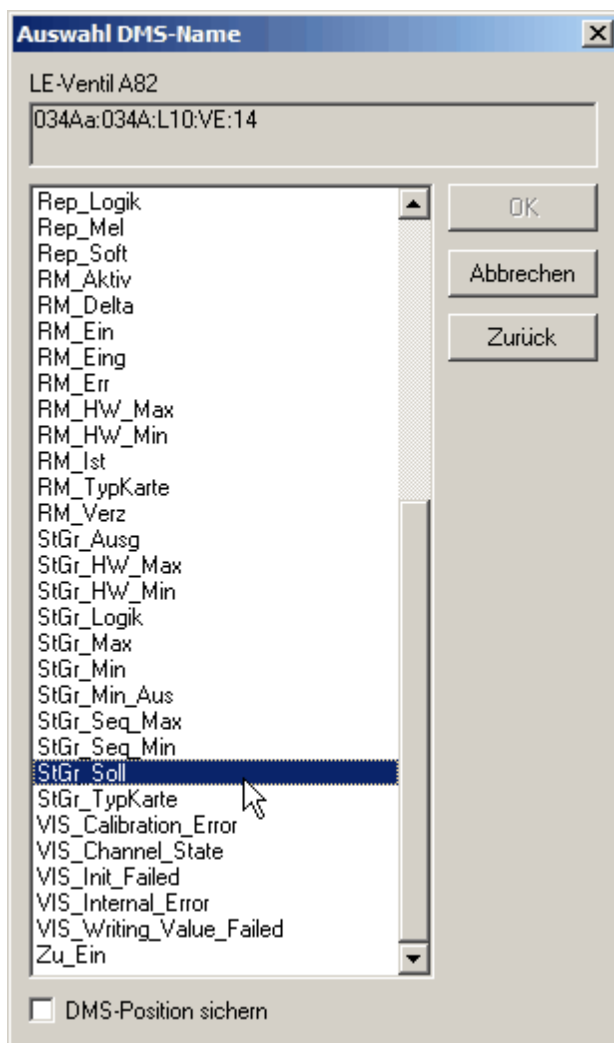 Auswahl DMS-Name
LE-Ventil A82
034Aa:034A:L10:VE:14
Rep_Logik
Rep_Mel
Rep_Soft
RM_Aktiv
RM_Delta
RM_Ein
RM_Eing
RM_Err
RM_HW_Max
RM_HW_Min
RM_Ist
RM_TypKarte
RM_Verz
StGr_Ausg
StGr_HW_Max
StGr_HW_Min
StGr_Logik
StGr_Max
StGr_Min
StGr_Min_Aus
StGr_Seq_Max
StGr_Seq_Min
StGr_Soll
StGr_TypKarte
VIS_Calibration_Error
VIS_Channel_State
VIS_Init_Failed
VIS_Internal_Error
VIS_Writing_Value_Failed
Zu_Ein
OK
Abbrechen
Zurück
DMS-Position sichern